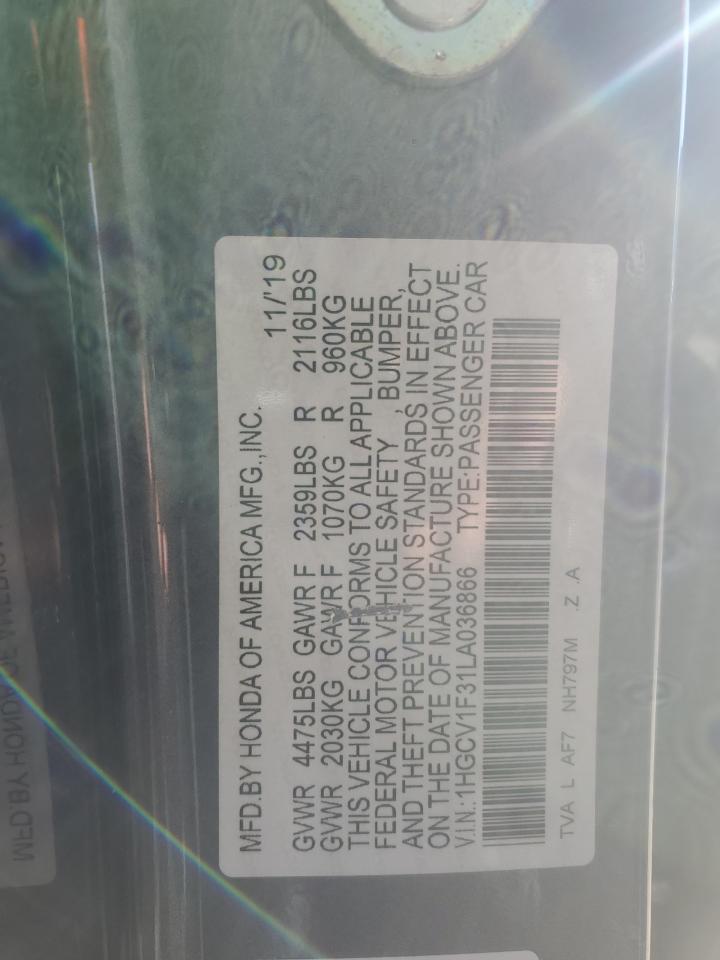 MFD.BY HONDA OF AMERICA MFG.,INC. 11/'19
GVWR 4475LBS GAWR F 2359LBS R 2116LBS
GVWR 2030KG GAWR F 1070KG R 960KG
THIS VEHICLE CONFORMS TO ALL APPLICABLE
FEDERAL MOTOR VEHICLE SAFETY , BUMPER,
AND THEFT PREVENTION STANDARDS IN EFFECT
ON THE DATE OF MANUFACTURE SHOWN ABOVE.
V.I.N.:1HGCV1F31LA036866 TYPE:PASSENGER CAR
TVA L AF7 NH797M .Z .A